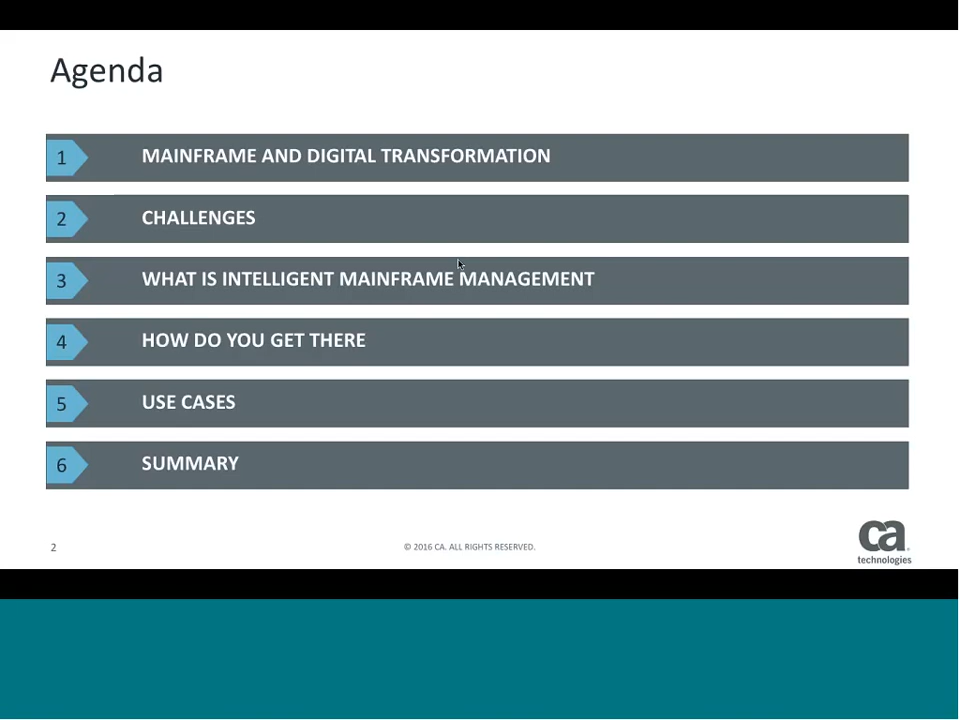 Agenda
1 MAINFRAME AND DIGITAL TRANSFORMATION
2 CHALLENGES
3 WHAT IS INTELLIGENT MAINFRAME MANAGEMENT
4 HOW DO YOU GET THERE
5 USE CASES
6 SUMMARY
2 © 2016 CA. ALL RIGHTS RESERVED.
ca
technologies